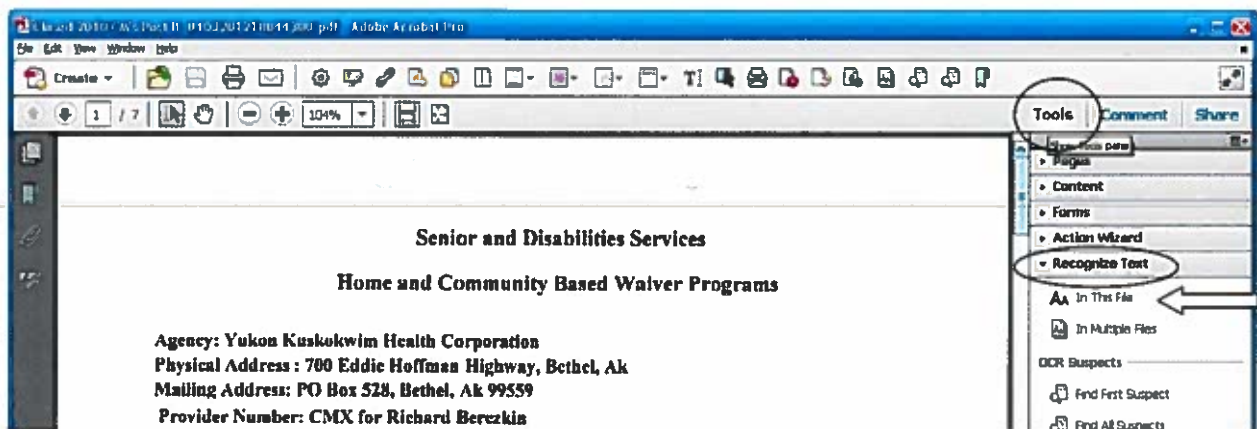 Adobe Acrobat Pro
File Edit View Window Help
Create
1 / 7
104%
Tools Comment Share
Pages
Content
Forms
Action Wizard
Recognize Text
In This File
In Multiple Files
OCR Suspects
Find First Suspect
Find All Suspects
Senior and Disabilities Services
Home and Community Based Waiver Programs
Agency: Yukon Kuskokwim Health Corporation
Physical Address : 700 Eddie Hoffman Highway, Bethel, Ak
Mailing Address: PO Box 528, Bethel, Ak 99559
Provider Number: CMX for Richard Berezkin